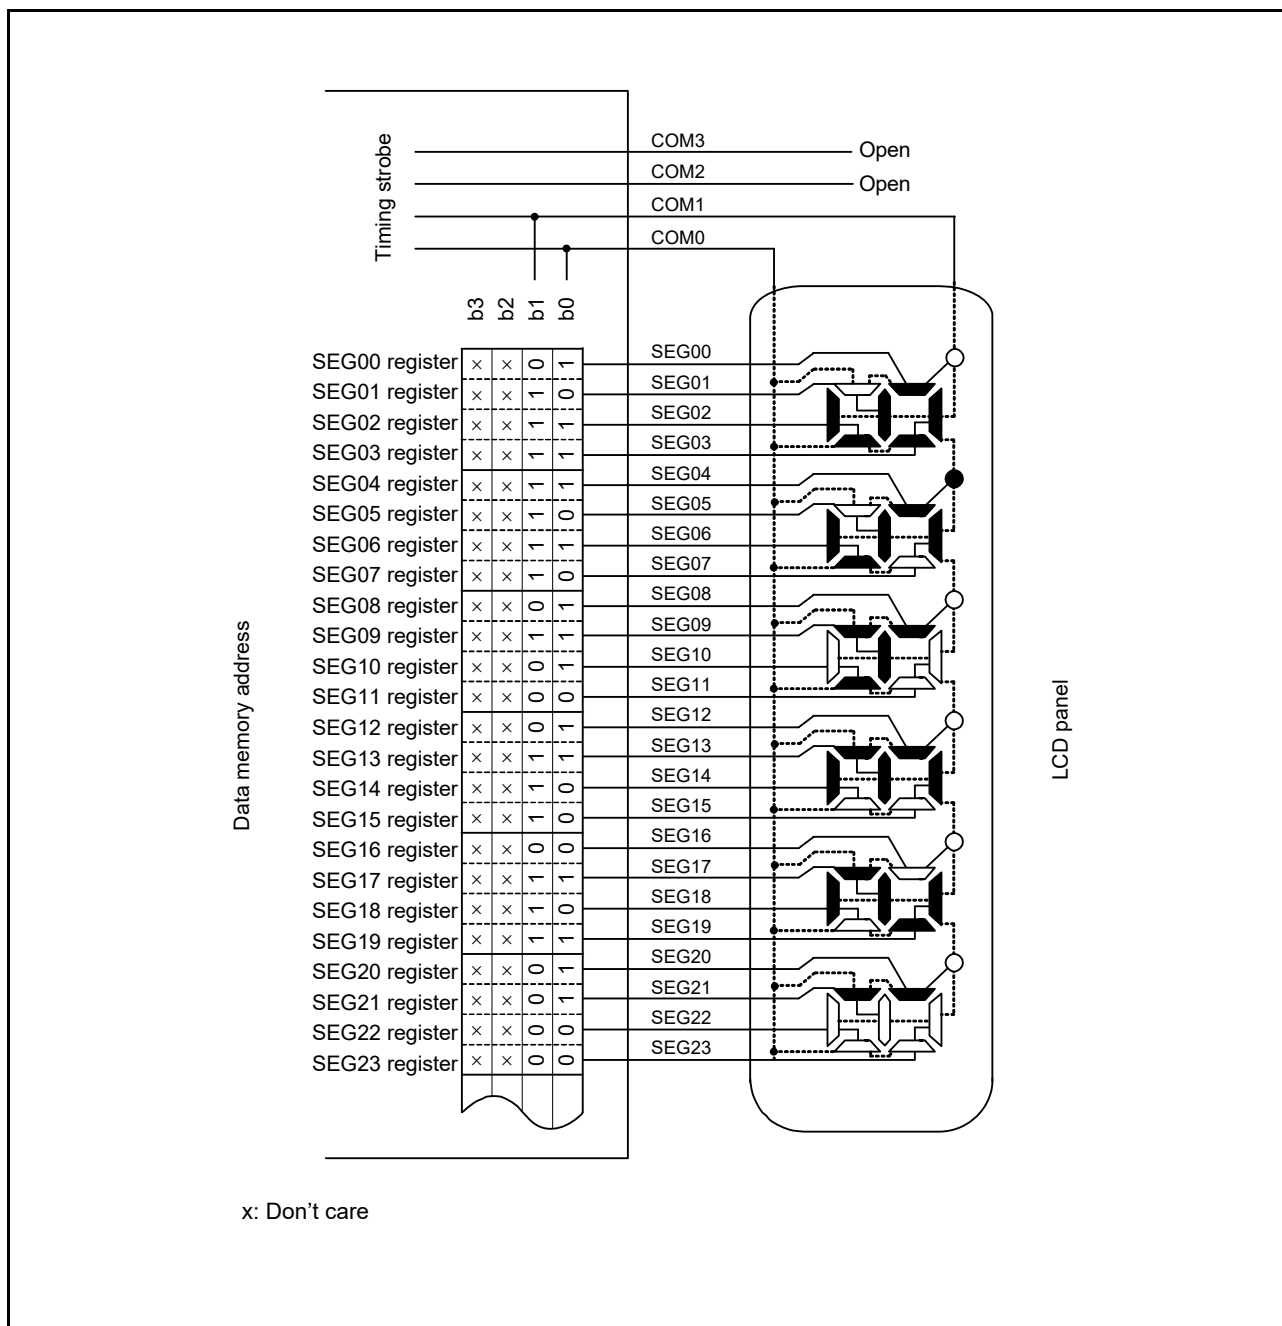 COM3
Open
COM2
Open
COM1
COM0
Timing strobe
b3 b2 b1 b0
SEG00 register × × 0 1 SEG00
SEG01 register × × 1 0 SEG01
SEG02 register × × 1 1 SEG02
SEG03 register × × 1 1 SEG03
SEG04 register × × 1 1 SEG04
SEG05 register × × 1 0 SEG05
SEG06 register × × 1 1 SEG06
SEG07 register × × 1 0 SEG07
SEG08 register × × 0 1 SEG08
SEG09 register × × 1 1 SEG09
SEG10 register × × 0 1 SEG10
SEG11 register × × 0 0 SEG11
SEG12 register × × 0 1 SEG12
SEG13 register × × 1 1 SEG13
SEG14 register × × 1 0 SEG14
SEG15 register × × 1 0 SEG15
SEG16 register × × 0 0 SEG16
SEG17 register × × 1 1 SEG17
SEG18 register × × 1 0 SEG18
SEG19 register × × 1 1 SEG19
SEG20 register × × 0 1 SEG20
SEG21 register × × 0 1 SEG21
SEG22 register × × 0 0 SEG22
SEG23 register × × 0 0 SEG23
Data memory address
LCD panel
x: Don't care